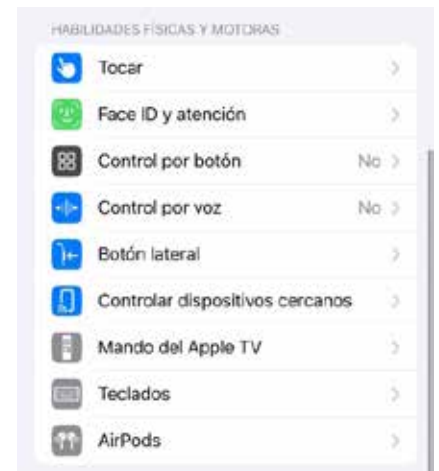 HABILIDADES FÍSICAS Y MOTORAS
Tocar
Face ID y atención
Control por botón No
Control por voz No
Botón lateral
Controlar dispositivos cercanos
Mando del Apple TV
Teclados
AirPods